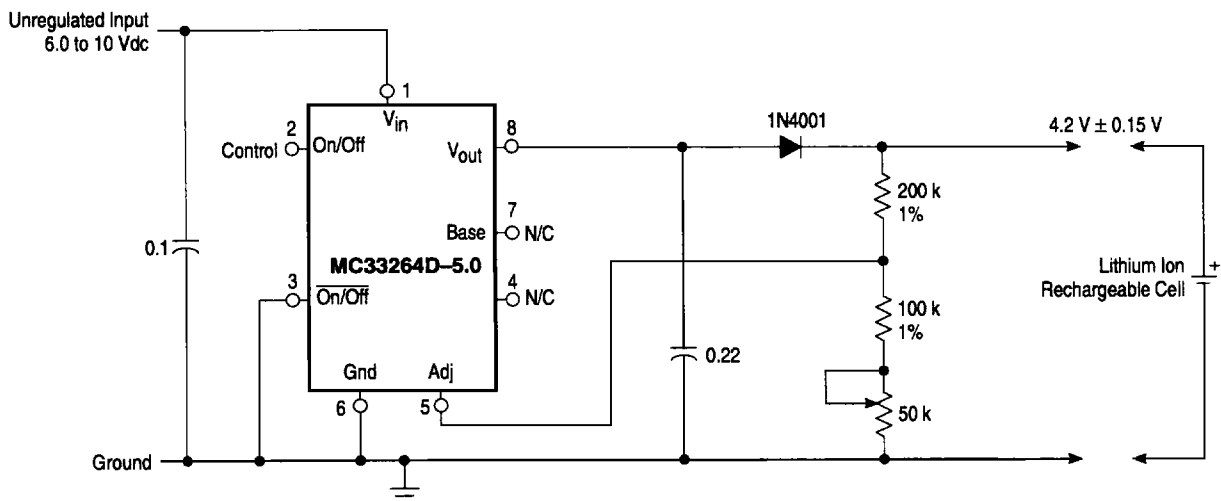 Unregulated Input
6.0 to 10 Vdc
1
Vin
2
Control
On/Off
8
Vout
1N4001
4.2 V ± 0.15 V
200 k
1%
7
Base
N/C
0.1
MC33264D–5.0
3
On/Off
4
N/C
Lithium Ion
Rechargeable Cell
+
100 k
1%
0.22
Gnd
Adj
6
5
50 k
Ground